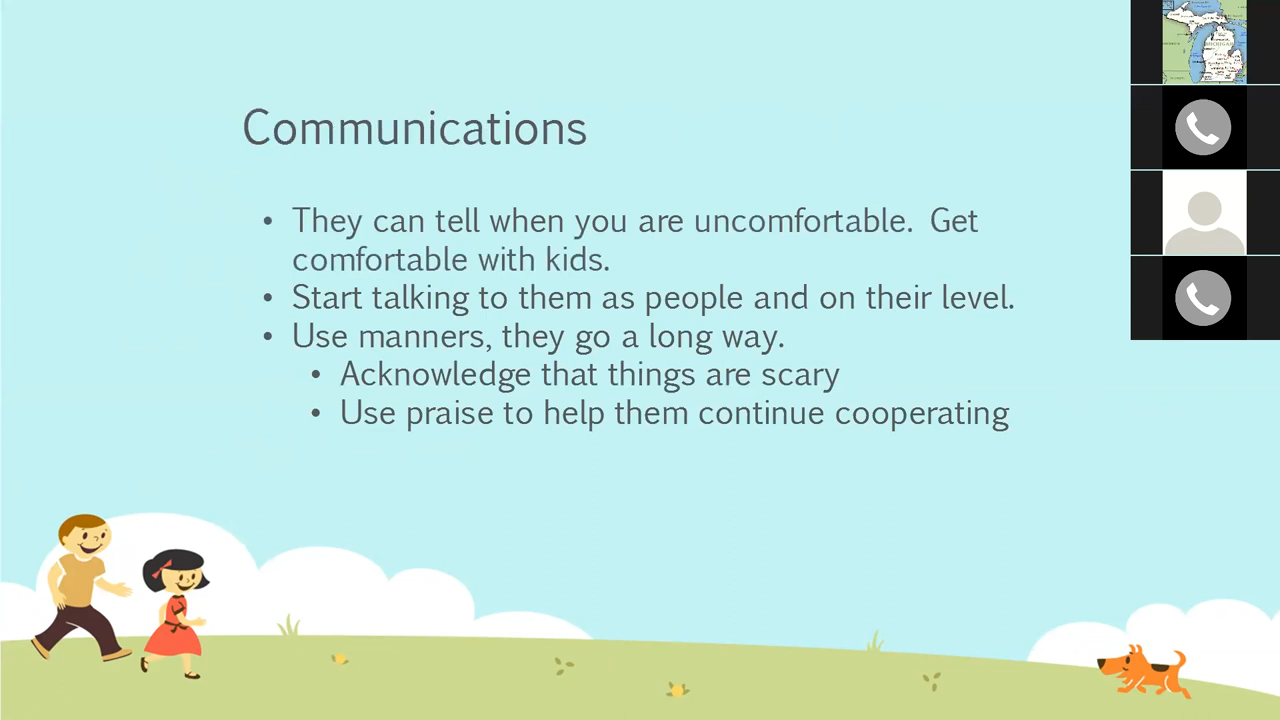 Communications
• They can tell when you are uncomfortable.  Get
comfortable with kids.
• Start talking to them as people and on their level.
• Use manners, they go a long way.
• Acknowledge that things are scary
• Use praise to help them continue cooperating